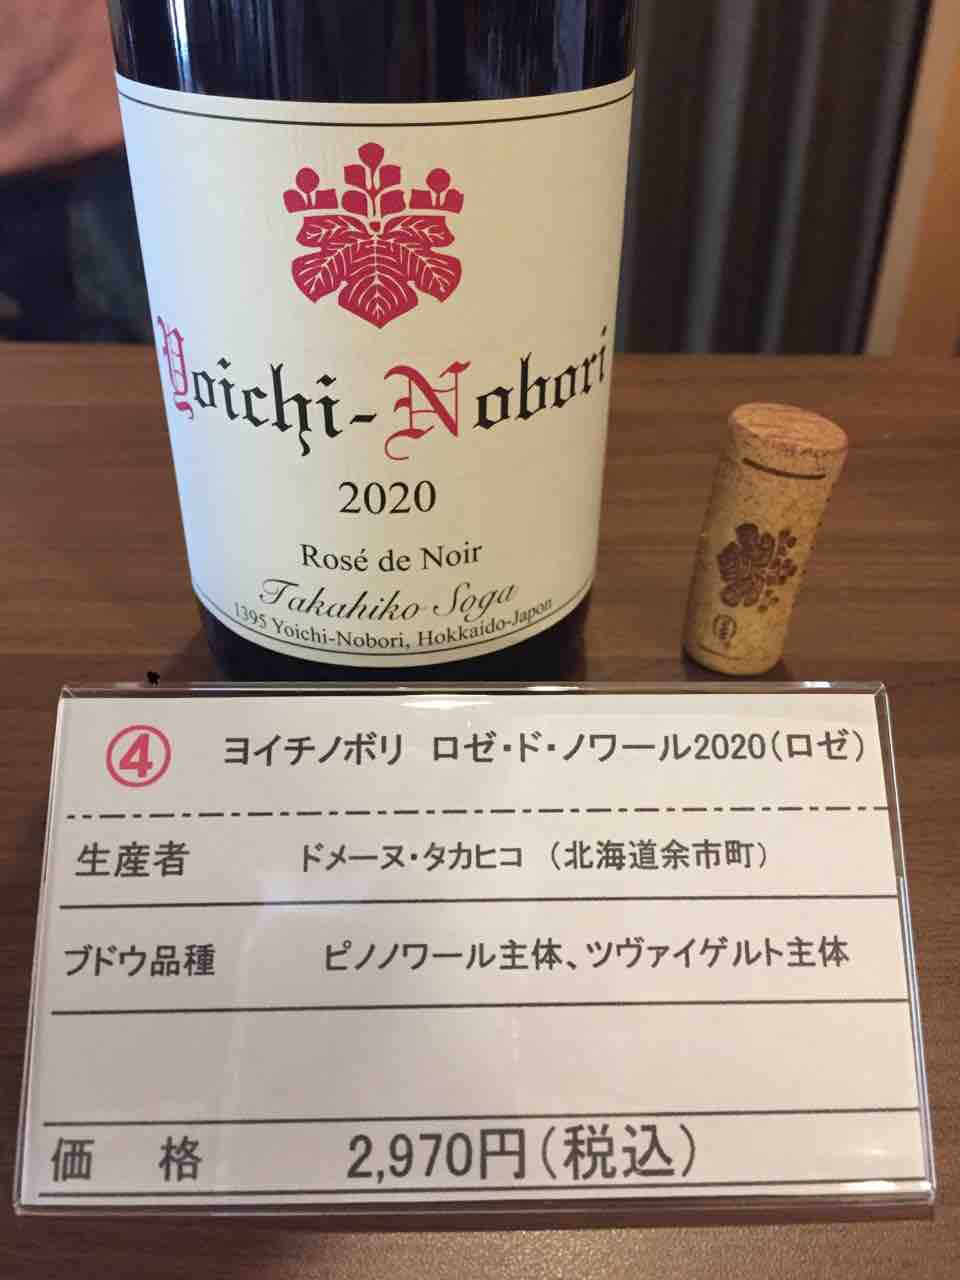 Yoichi-Nobori
2020
Rosé de Noir
Takahiko Soga
1395 Yoichi-Nobori, Hokkaido-Japon
④ ヨイチノボリ ロゼ・ド・ノワール2020(ロゼ)
生産者 ドメーヌ・タカヒコ (北海道余市町)
ブドウ品種 ピノノワール主体、ツヴァイゲルト主体
価 格 2,970円(税込)